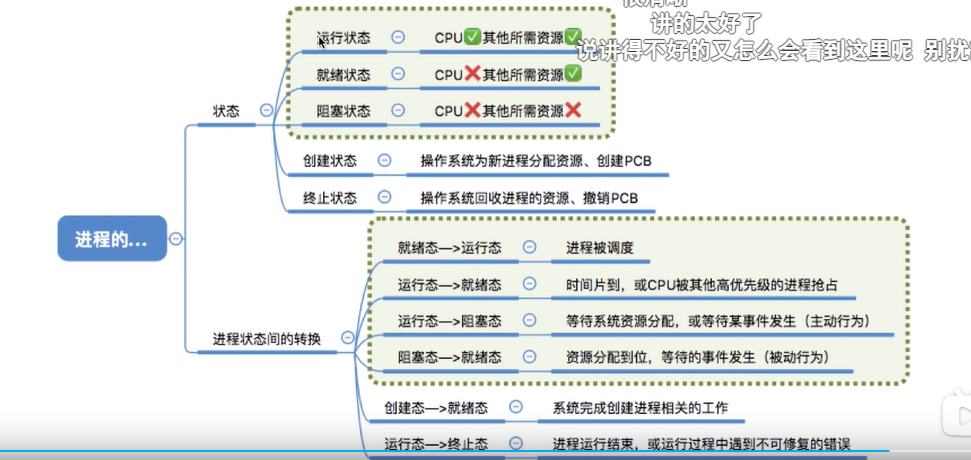 讲的太好了
说讲得不好的又怎么会看到这里呢 别扰
运行状态 CPU✅其他所需资源✅
就绪状态 CPU❌其他所需资源✅
阻塞状态 CPU❌其他所需资源❌
状态
创建状态 操作系统为新进程分配资源、创建PCB
终止状态 操作系统回收进程的资源、撤销PCB
进程的...
就绪态—>运行态 进程被调度
运行态—>就绪态 时间片到，或CPU被其他高优先级的进程抢占
运行态—>阻塞态 等待系统资源分配，或等待某事件发生（主动行为）
进程状态间的转换
阻塞态—>就绪态 资源分配到位，等待的事件发生（被动行为）
创建态—>就绪态 系统完成创建进程相关的工作
运行态—>终止态 进程运行结束，或运行过程中遇到不可修复的错误